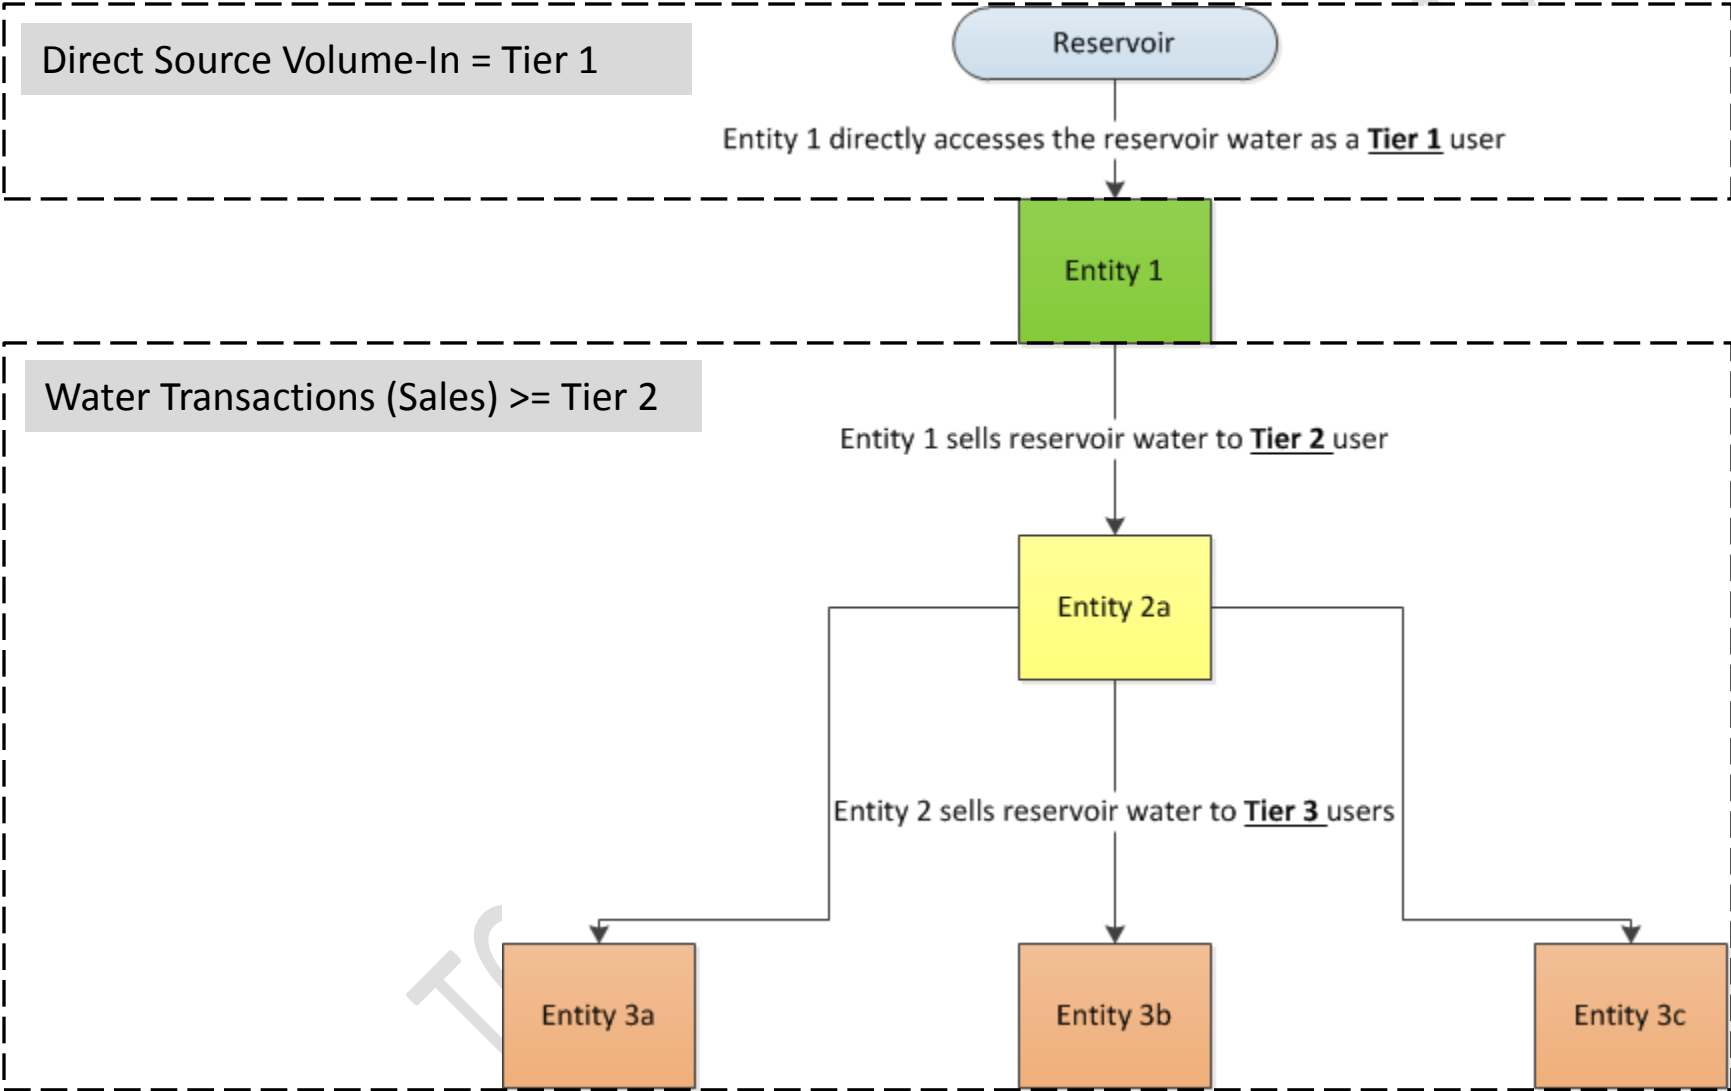 Direct Source Volume-In = Tier 1
Reservoir
Entity 1 directly accesses the reservoir water as a Tier 1 user
Entity 1
Water Transactions (Sales) >= Tier 2
Entity 1 sells reservoir water to Tier 2 user
Entity 2a
Entity 2 sells reservoir water to Tier 3 users
Entity 3a
Entity 3b
Entity 3c